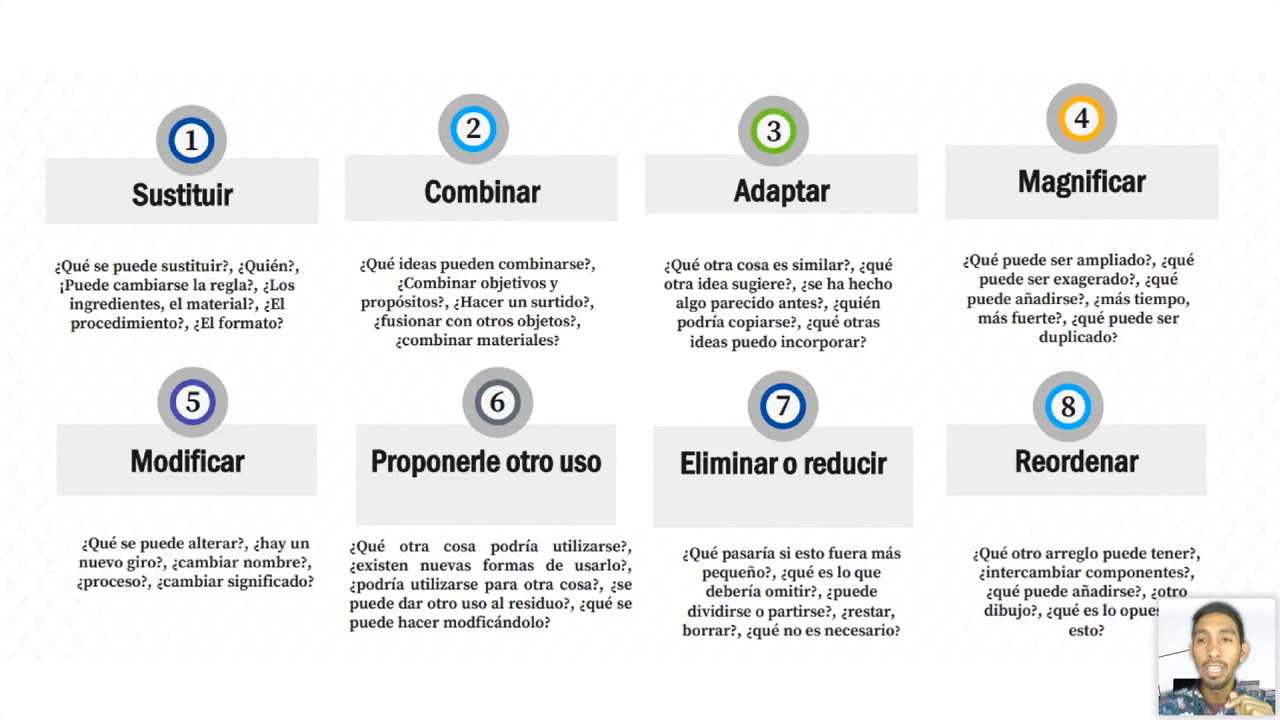 1
Sustituir
¿Qué se puede sustituir?, ¿Quién?,
¡Puede cambiarse la regla?, ¿Los
ingredientes, el material?, ¿El
procedimiento?, ¿El formato?
2
Combinar
¿Qué ideas pueden combinarse?,
¿Combinar objetivos y
propósitos?, ¿Hacer un surtido?,
¿fusionar con otros objetos?,
¿combinar materiales?
3
Adaptar
¿Qué otra cosa es similar?, ¿qué
otra idea sugiere?, ¿se ha hecho
algo parecido antes?, ¿quién
podría copiarse?, ¿qué otras
ideas puedo incorporar?
4
Magnificar
¿Qué puede ser ampliado?, ¿qué
puede ser exagerado?, ¿qué
puede añadirse?, ¿más tiempo,
más fuerte?, ¿qué puede ser
duplicado?
5
Modificar
¿Qué se puede alterar?, ¿hay un
nuevo giro?, ¿cambiar nombre?,
¿proceso?, ¿cambiar significado?
6
Proponerle otro uso
¿Qué otra cosa podría utilizarse?,
¿existen nuevas formas de usarlo?,
¿podría utilizarse para otra cosa?, ¿se
puede dar otro uso al residuo?, ¿qué se
puede hacer modficándolo?
7
Eliminar o reducir
¿Qué pasaría si esto fuera más
pequeño?, ¿qué es lo que
debería omitir?, ¿puede
dividirse o partirse?, ¿restar,
borrar?, ¿qué no es necesario?
8
Reordenar
¿Qué otro arreglo puede tener?,
¿intercambiar componentes?,
¿qué puede añadirse?, ¿otro
dibujo?, ¿qué es lo
esto?